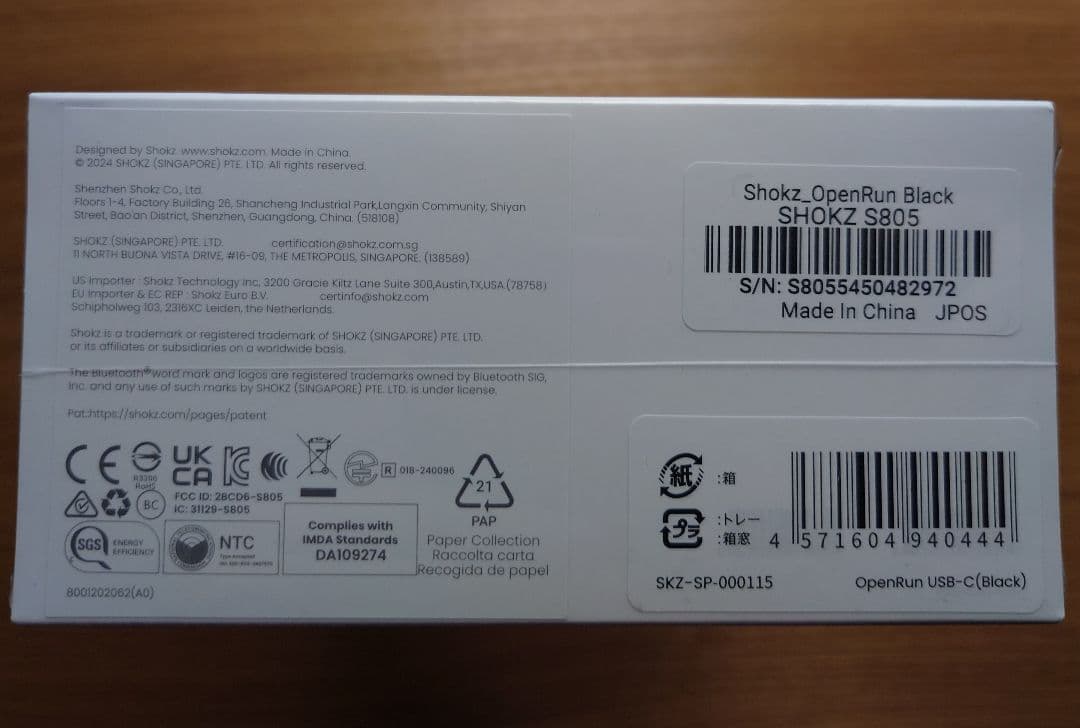 Designed by Shokz. www.shokz.com. Made in China.
© 2024 SHOKZ (SINGAPORE) PTE. LTD. All rights reserved.
Shenzhen Shokz Co., Ltd.
Floors 1-4, Factory Building 26, Shancheng Industrial Park,Langxin Community, Shiyan
Street, Bao'an District, Shenzhen, Guangdong, China. (518108)
SHOKZ (SINGAPORE) PTE. LTD. certification@shokz.com.sg
11 NORTH BUONA VISTA DRIVE, #16-09, THE METROPOLIS, SINGAPORE. (138589)
US Importer : Shokz Technology Inc, 3200 Gracie Kiltz Lane Suite 300,Austin,TX,USA.(78758)
EU Importer & EC REP : Shokz Euro B.V. certinfo@shokz.com
Schipholweg 103, 2316XC Leiden, the Netherlands.
Shokz is a trademark or registered trademark of SHOKZ (SINGAPORE) PTE. LTD.
or its affiliates or subsidiaries on a worldwide basis.
The Bluetooth® word mark and logos are registered trademarks owned by Bluetooth SIG,
Inc. and any use of such marks by SHOKZ (SINGAPORE) PTE. LTD. is under license.
Pat.:https://shokz.com/pages/patent
CE
RoHS
UK
CA
R 018-240096
FCC ID: 2BCD6-S805
IC: 31129-S805
BC
SGS ENERGY
EFFICIENCY
NTC
Complies with
IMDA Standards
DA109274
21
PAP
Paper Collection
Raccolta carta
Recogida de papel
8001202062(A0)
Shokz_OpenRun Black
SHOKZ S805
S/N: S8055450482972
Made In China JPOS
紙 :箱
プラ :トレー
:箱窓
4 571604 940444
SKZ-SP-000115 OpenRun USB-C(Black)